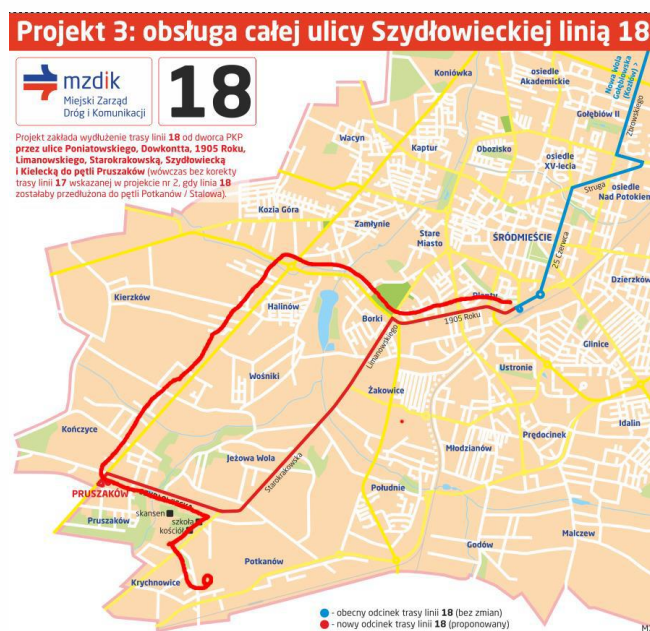 Projekt 3: obsługa całej ulicy Szydłowieckiej linią 18
mzdik
Miejski Zarząd
Dróg i Komunikacji
18
Projekt zakłada wydłużenie trasy linii 18 od dworca PKP
przez ulice Poniatowskiego, Dowkontta, 1905 Roku,
Limanowskiego, Starokrakowską, Szydłowiecką
i Kielecką do pętli Pruszaków (wówczas bez korekty
trasy linii 17 wskazanej w projekcie nr 2, gdy linia 18
zostałaby przedłużona do pętli Potkanów / Stalowa).
Nowa Wola
Gołębiowska
(Kozłów) >
Koniówka
osiedle
Akademickie
Gołębiów II
Zbrowskiego
Wacyn
Kaptur
Obozisko
osiedle
XV-lecia
Struga
osiedle
Nad Potokiem
Kozia Góra
Zamłynie
Stare
Miasto
ŚRÓDMIEŚCIE
25 Czerwca
Dzierzków
Kierzków
Halinów
Borki
Planty
1905 Roku
Glinice
Limanowskiego
Ustronie
Wośniki
Żakowice
Idalin
Kończyce
Prędocinek
Młodzianów
Jeżowa Wola
Starokrakowska
PRUSZAKÓW
Południe
skansen
szkoła
kościół
Pruszaków
Malczew
Godów
Potkanów
Krychnowice
- obecny odcinek trasy linii 18 (bez zmian)
- nowy odcinek trasy linii 18 (proponowany)